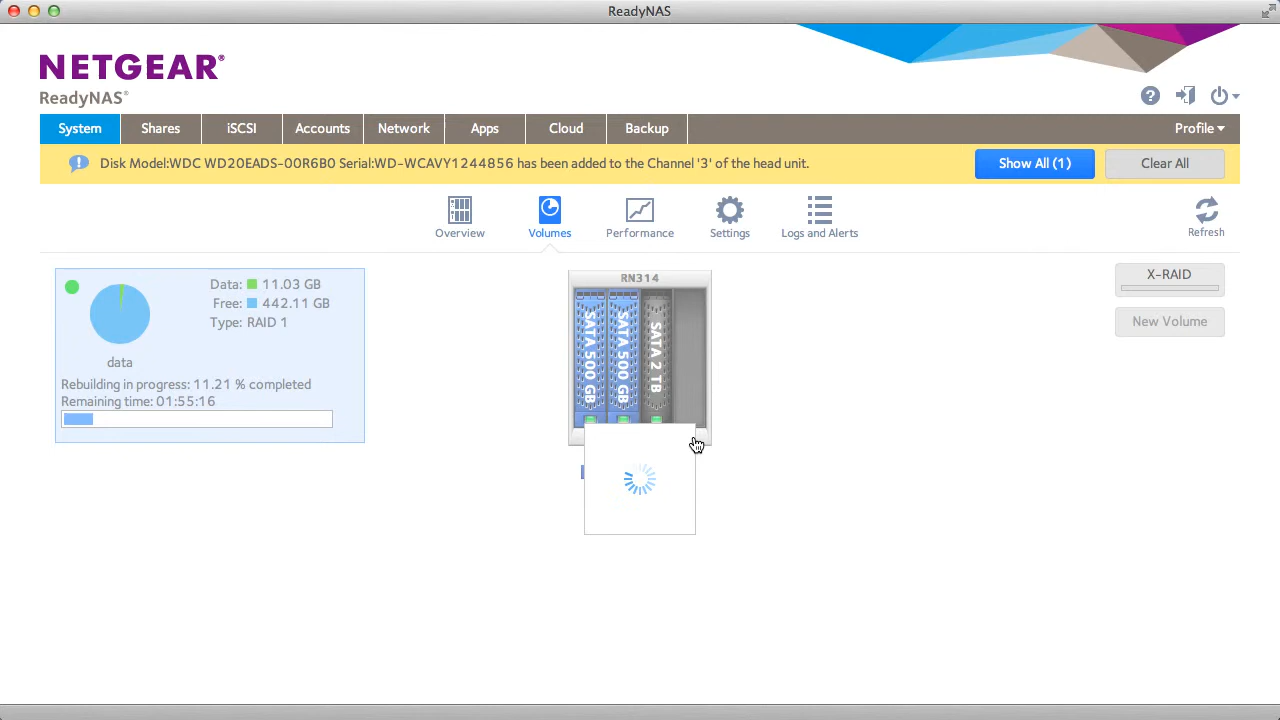 ReadyNAS
NETGEAR®
ReadyNAS®
System Shares iSCSI Accounts Network Apps Cloud Backup Profile
Disk Model:WDC WD20EADS-00R6B0 Serial:WD-WCAVY1244856 has been added to the Channel '3' of the head unit. Show All (1) Clear All
Overview Volumes Performance Settings Logs and Alerts Refresh
Data: 11.03 GB
Free: 442.11 GB
Type: RAID 1
data
Rebuilding in progress: 11.21 % completed
Remaining time: 01:55:16
RN314
SATA 500 GB
SATA 500 GB
SATA 2 TB
X-RAID
New Volume